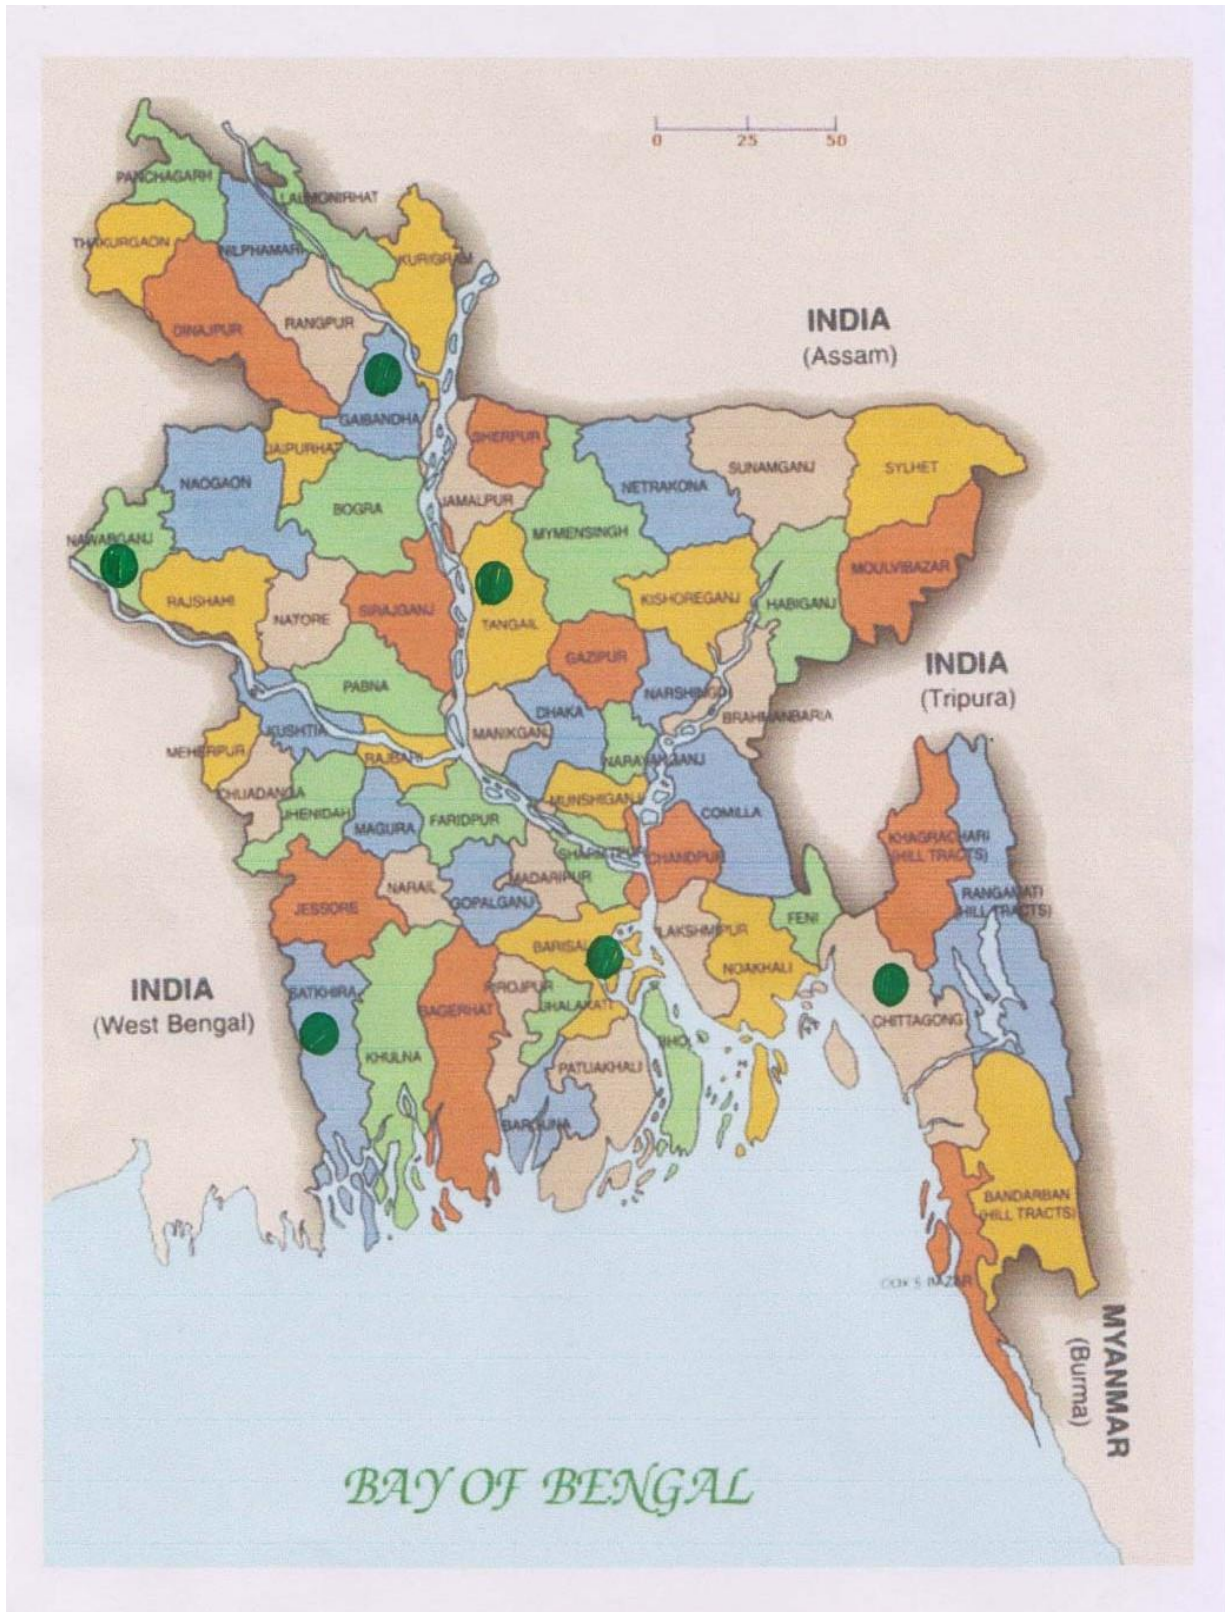 0 25 50
PANCHAGARH
LALMONIRHAT
THAKURGAON
NILPHAMARI
KURIGRAM
DINAJPUR
RANGPUR
INDIA
(Assam)
GAIBANDHA
JAIPURHAT
SHERPUR
NAOGAON
SUNAMGANJ
SYLHET
NETRAKONA
BOGRA
JAMALPUR
MYMENSINGH
NAWABGANJ
MOULVIBAZAR
RAJSHAHI
NATORE
SIRAJGANJ
TANGAIL
KISHOREGANJ
HABIGANJ
GAZIPUR
INDIA
(Tripura)
PABNA
NARSHINGDI
DHAKA
BRAHMANBARIA
KUSHTIA
MANIKGANJ
MEHERPUR
RAJBARI
NARAYANGANJ
CHUADANGA
MUNSHIGANJ
JHENIDAH
MAGURA
FARIDPUR
COMILLA
KHAGRACHARI
(HILL TRACTS)
SHARIATPUR
CHANDPUR
NARAIL
MADARIPUR
GOPALGANJ
RANGAMATI
(HILL TRACTS)
JESSORE
LAKSHMIPUR
FENI
BARISAL
NOAKHALI
INDIA
(West Bengal)
SATKHIRA
PIROJPUR
JHALAKATI
BAGERHAT
CHITTAGONG
KHULNA
BHOLA
PATUAKHALI
BARGUNA
BANDARBAN
(HILL TRACTS)
COX'S BAZAR
MYANMAR
(Burma)
BAY OF BENGAL